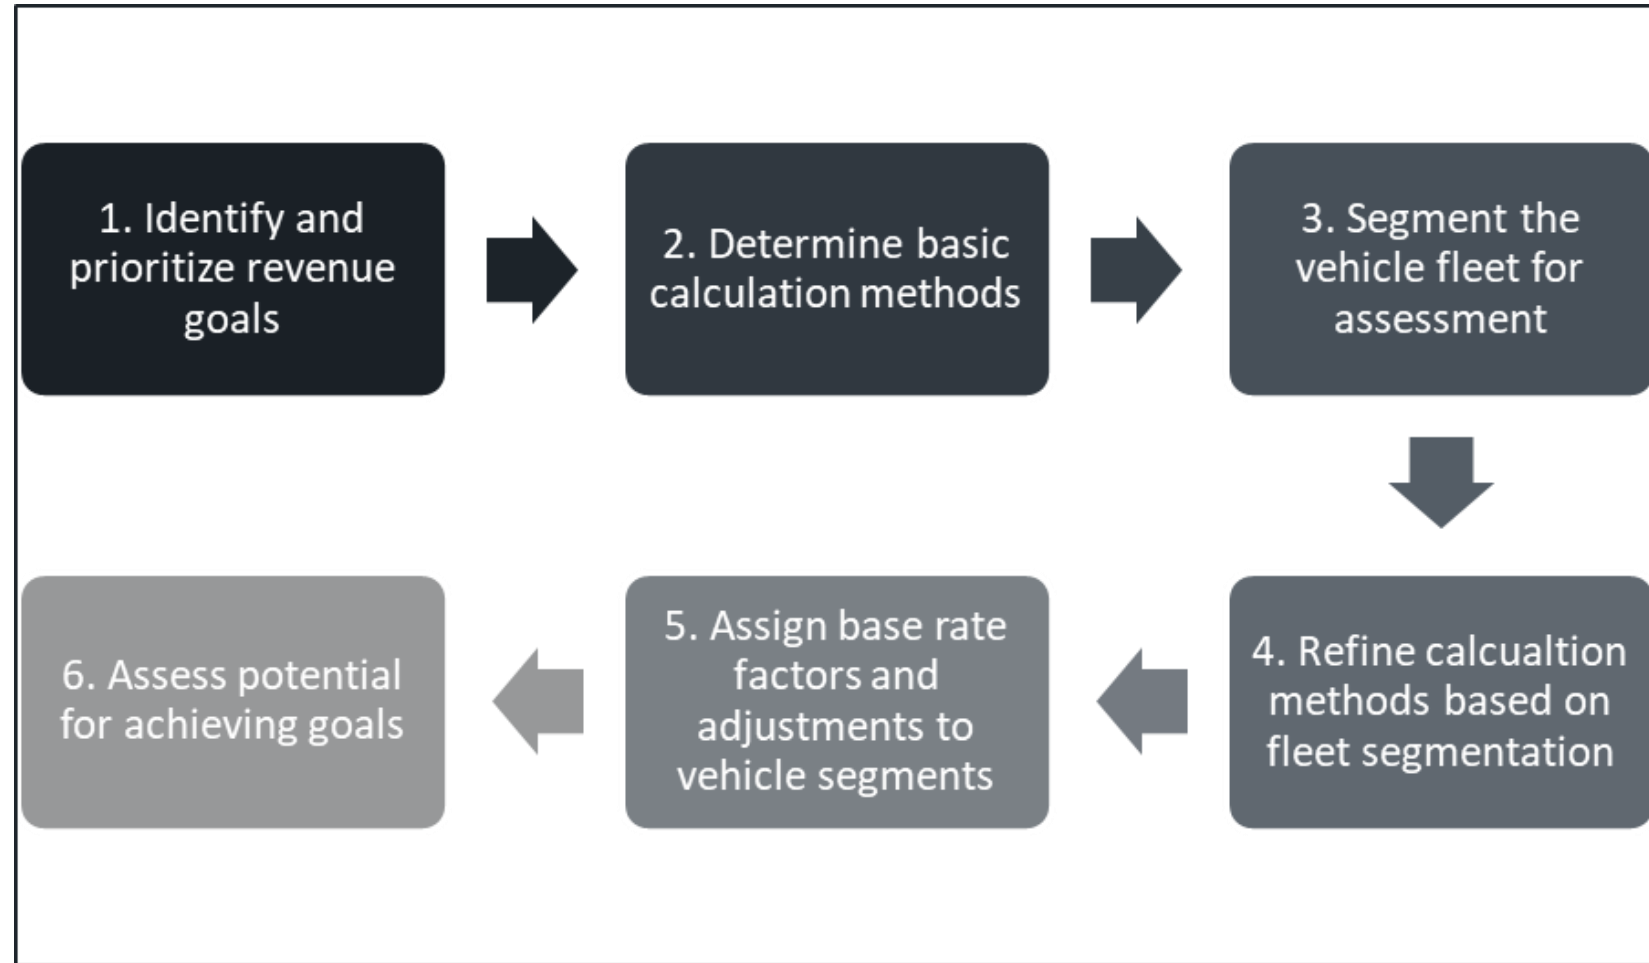 1. Identify and
prioritize revenue
goals
2. Determine basic
calculation methods
3. Segment the
vehicle fleet for
assessment
4. Refine calcualtion
methods based on
fleet segmentation
5. Assign base rate
factors and
adjustments to
vehicle segments
6. Assess potential
for achieving goals